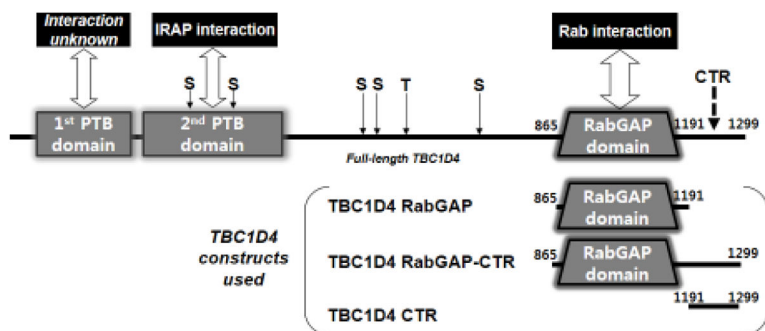 Interaction unknown
IRAP interaction
Rab interaction
S
S
S
S
T
S
CTR
1st PTB domain
2nd PTB domain
865
RabGAP domain
1191
1299
Full-length TBC1D4
TBC1D4 constructs used
TBC1D4 RabGAP
865
RabGAP domain
1191
TBC1D4 RabGAP-CTR
865
RabGAP domain
1299
TBC1D4 CTR
1191
1299